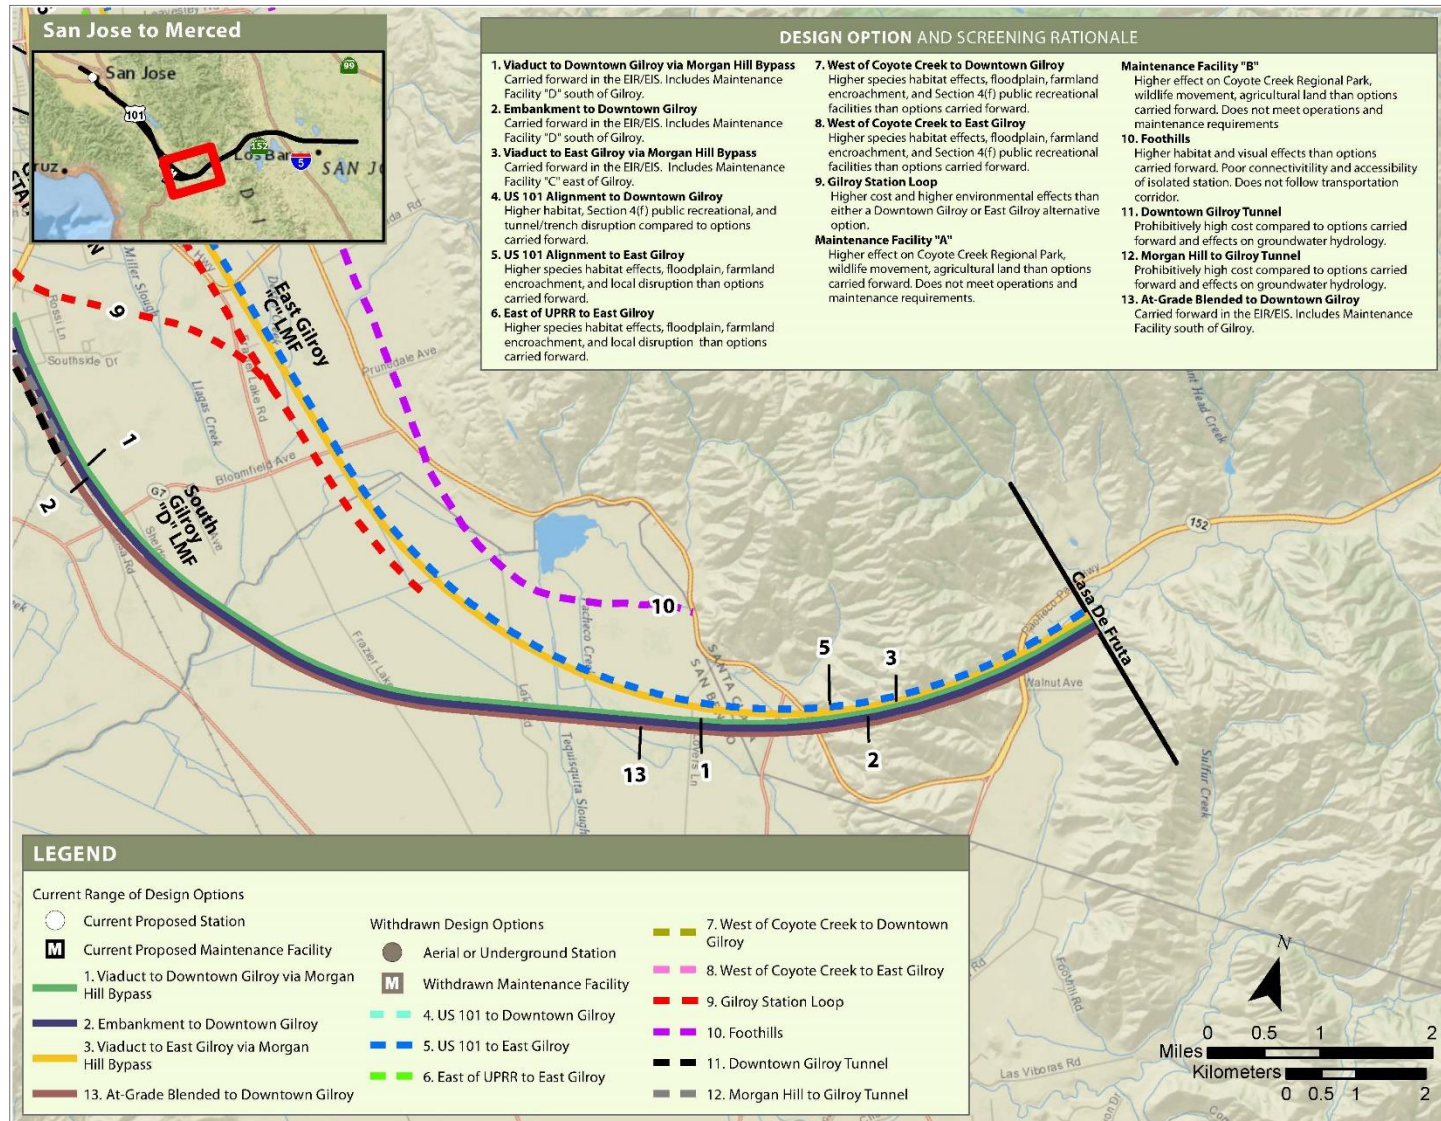 San Jose to Merced
San Jose
101
99
152
Los Ban
5
SAN JO
ruz
D I
DESIGN OPTION AND SCREENING RATIONALE
1. Viaduct to Downtown Gilroy via Morgan Hill Bypass
Carried forward in the EIR/EIS. Includes Maintenance
Facility "D" south of Gilroy.
2. Embankment to Downtown Gilroy
Carried forward in the EIR/EIS. Includes Maintenance
Facility "D" south of Gilroy.
3. Viaduct to East Gilroy via Morgan Hill Bypass
Carried forward in the EIR/EIS. Includes Maintenance
Facility "C" east of Gilroy.
4. US 101 Alignment to Downtown Gilroy
Higher habitat, Section 4(f) public recreational, and
tunnel/trench disruption compared to options
carried forward.
5. US 101 Alignment to East Gilroy
Higher species habitat effects, floodplain, farmland
encroachment, and local disruption than options
carried forward.
6. East of UPRR to East Gilroy
Higher species habitat effects, floodplain, farmland
encroachment, and local disruption than options
carried forward.
7. West of Coyote Creek to Downtown Gilroy
Higher species habitat effects, floodplain, farmland
encroachment, and Section 4(f) public recreational
facilities than options carried forward.
8. West of Coyote Creek to East Gilroy
Higher species habitat effects, floodplain, farmland
encroachment, and Section 4(f) public recreational
facilities than options carried forward.
9. Gilroy Station Loop
Higher cost and higher environmental effects than
either a Downtown Gilroy or East Gilroy alternative
option.
Maintenance Facility "A"
Higher effect on Coyote Creek Regional Park,
wildlife movement, agricultural land than options
carried forward. Does not meet operations and
maintenance requirements.
Maintenance Facility "B"
Higher effect on Coyote Creek Regional Park,
wildlife movement, agricultural land than options
carried forward. Does not meet operations and
maintenance requirements
10. Foothills
Higher habitat and visual effects than options
carried forward. Poor connectivitility and accessibility
of isolated station. Does not follow transportation
corridor.
11. Downtown Gilroy Tunnel
Prohibitively high cost compared to options carried
forward and effects on groundwater hydrology.
12. Morgan Hill to Gilroy Tunnel
Prohibitively high cost compared to options carried
forward and effects on groundwater hydrology.
13. At-Grade Blended to Downtown Gilroy
Carried forward in the EIR/EIS. Includes Maintenance
Facility south of Gilroy.
Leavesley Rd
Miller Slough
Hwy
Rossi Ln
9
East Gilroy
"C" LMF
Southside Dr
Llagas Creek
Frazier Lake Rd
Prunedale Ave
1
Bloomfield Ave
2
G7
South
Gilroy
"D" LMF
Frazier Lake
10
SANTA C
SAN BENITO
Tequisquita Slough
Lovers Ln
13
1
5
3
2
152
Casa De Fruta
Walnut Ave
Sulfur Creek
Foothill Rd
Las Viboras Rd
LEGEND
Current Range of Design Options
Current Proposed Station
M Current Proposed Maintenance Facility
1. Viaduct to Downtown Gilroy via Morgan
Hill Bypass
2. Embankment to Downtown Gilroy
3. Viaduct to East Gilroy via Morgan
Hill Bypass
13. At-Grade Blended to Downtown Gilroy
Withdrawn Design Options
Aerial or Underground Station
M Withdrawn Maintenance Facility
4. US 101 to Downtown Gilroy
5. US 101 to East Gilroy
6. East of UPRR to East Gilroy
7. West of Coyote Creek to Downtown
Gilroy
8. West of Coyote Creek to East Gilroy
9. Gilroy Station Loop
10. Foothills
11. Downtown Gilroy Tunnel
12. Morgan Hill to Gilroy Tunnel
N
0 0.5 1 2
Miles
Kilometers
0 0.5 1 2